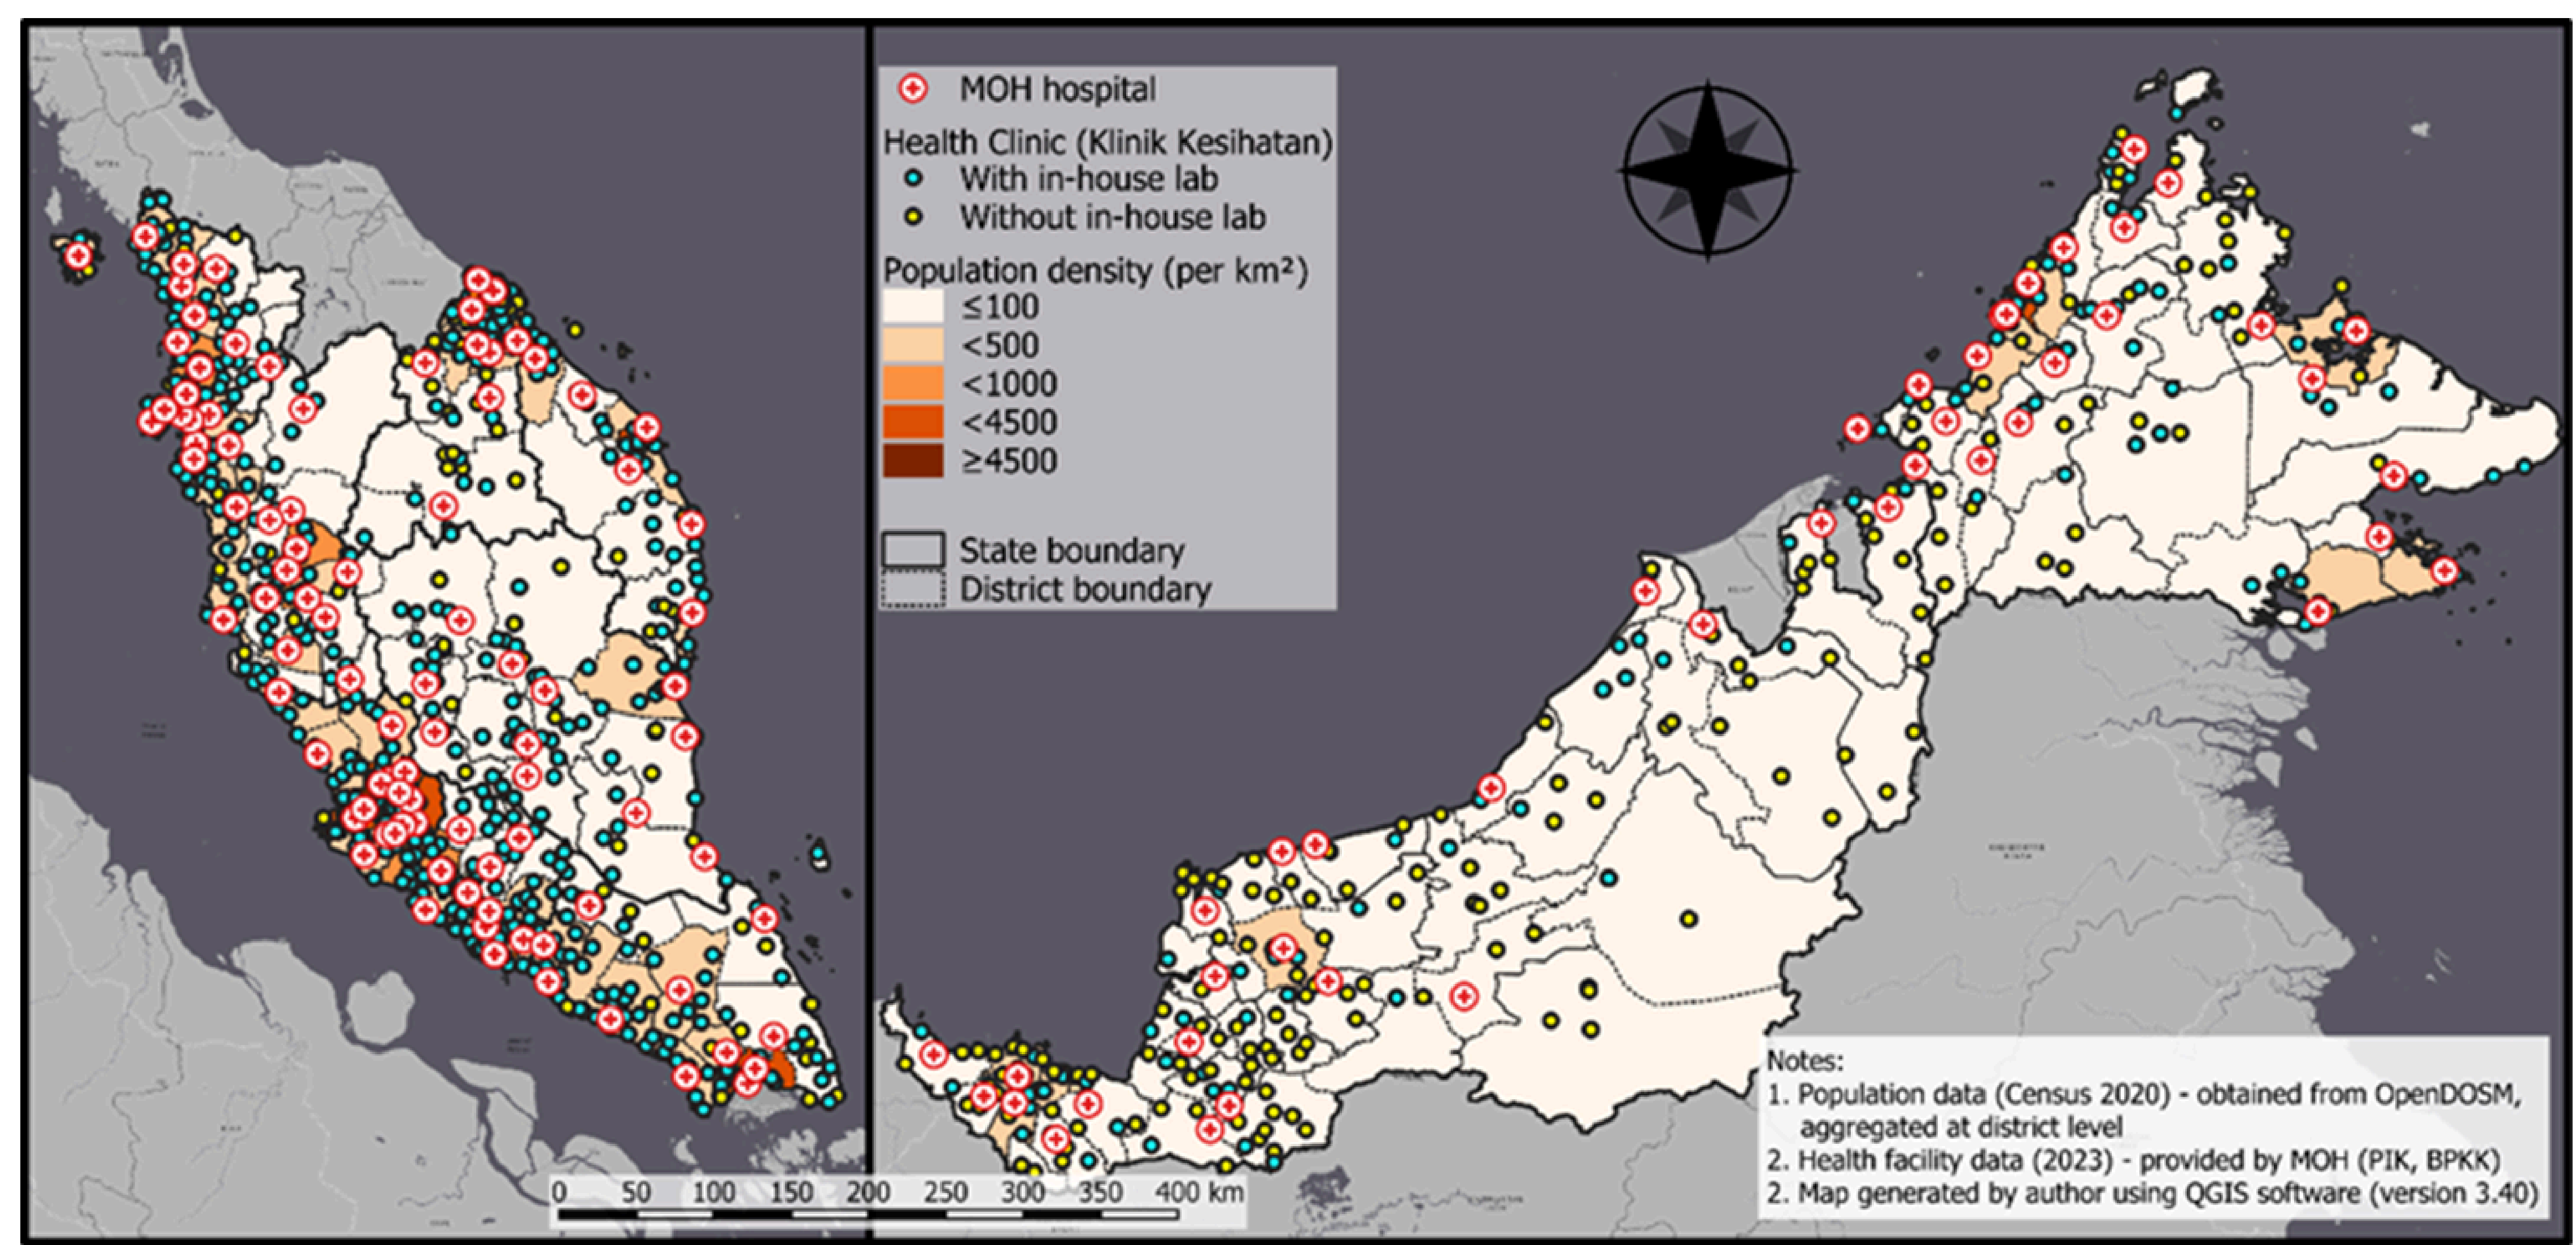 MOH hospital
Health Clinic (Klinik Kesihatan)
With in-house lab
Without in-house lab
Population density (per km²)
≤100
<500
<1000
<4500
≥4500
State boundary
District boundary
Notes:
1. Population data (Census 2020) - obtained from OpenDOSM,
aggregated at district level
2. Health facility data (2023) - provided by MOH (PIK, BPKK)
2. Map generated by author using QGIS software (version 3.40)
0 50 100 150 200 250 300 350 400 km